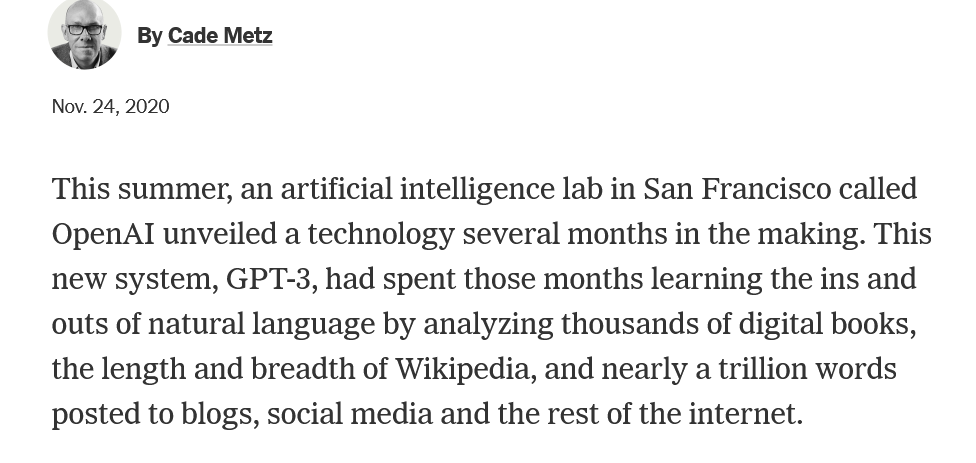 By Cade Metz
Nov. 24, 2020
This summer, an artificial intelligence lab in San Francisco called
OpenAI unveiled a technology several months in the making. This
new system, GPT-3, had spent those months learning the ins and
outs of natural language by analyzing thousands of digital books,
the length and breadth of Wikipedia, and nearly a trillion words
posted to blogs, social media and the rest of the internet.